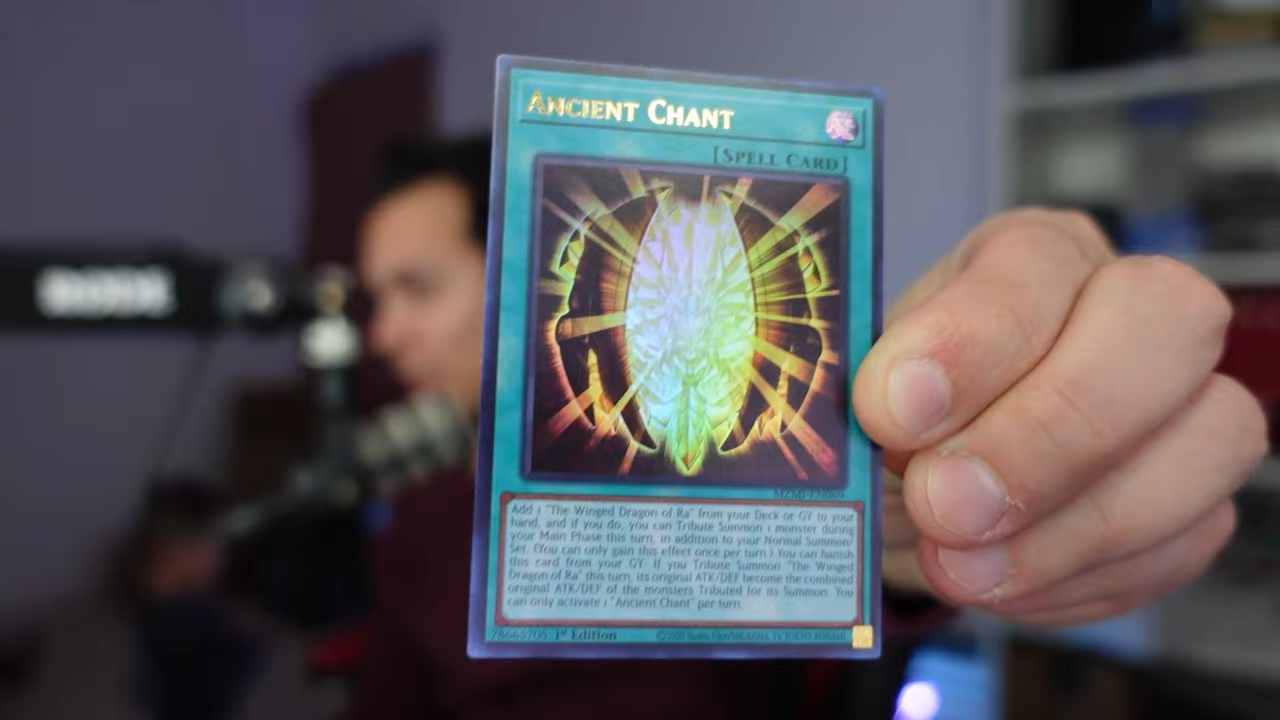 ANCIENT CHANT
[SPELL CARD]
Add 1 "The Winged Dragon of Ra" from your Deck or GY to your
hand, and if you do, you can Tribute Summon 1 monster during
your Main Phase this turn, in addition to your Normal Summon/
Set. (You can only gain this effect once per turn.) You can banish
this card from your GY. If you Tribute Summon "The Winged
Dragon of Ra" this turn, its original ATK/DEF become the combined
original ATK/DEF of the monsters Tributed for its Summon. You
can only activate 1 "Ancient Chant" per turn.
1st Edition